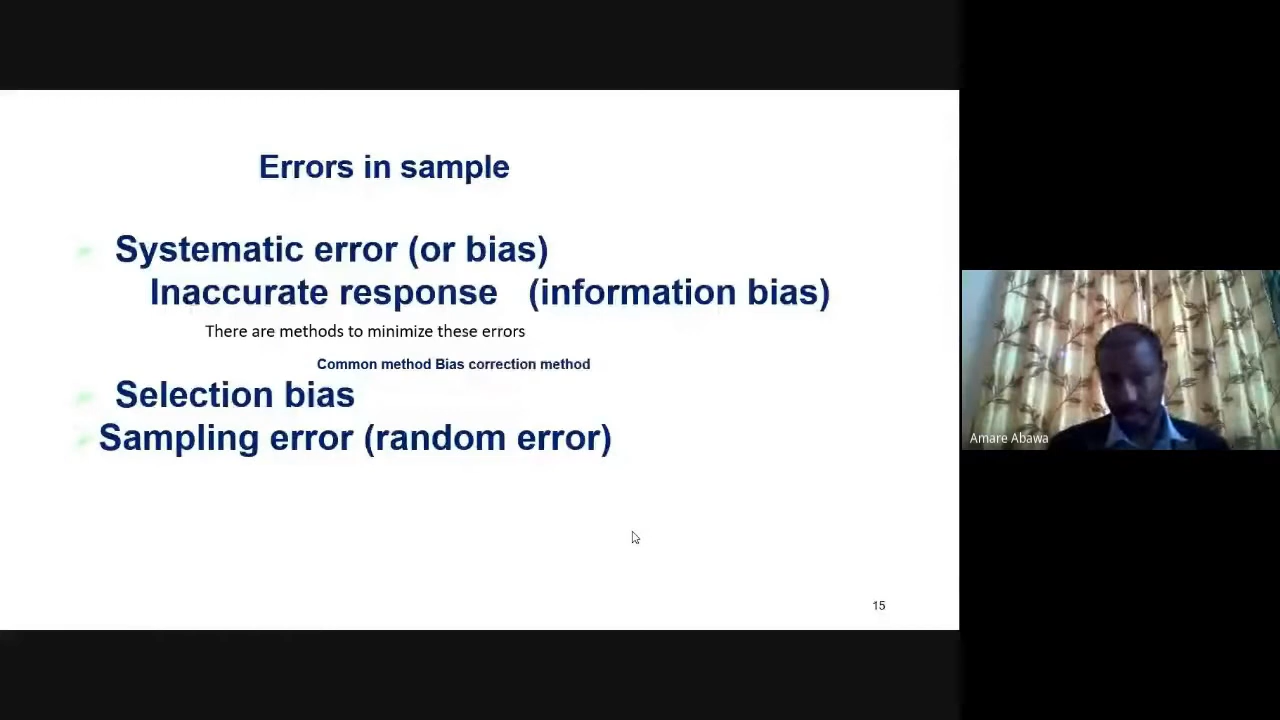 Errors in sample
Systematic error (or bias)
Inaccurate response (information bias)
There are methods to minimize these errors
Common method Bias correction method
Selection bias
Sampling error (random error)
15
Amare Abawa